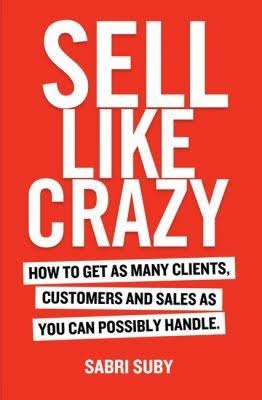 SELL
LIKE
CRAZY
HOW TO GET AS MANY CLIENTS,
CUSTOMERS AND SALES AS
YOU CAN POSSIBLY HANDLE.
SABRI SUBY